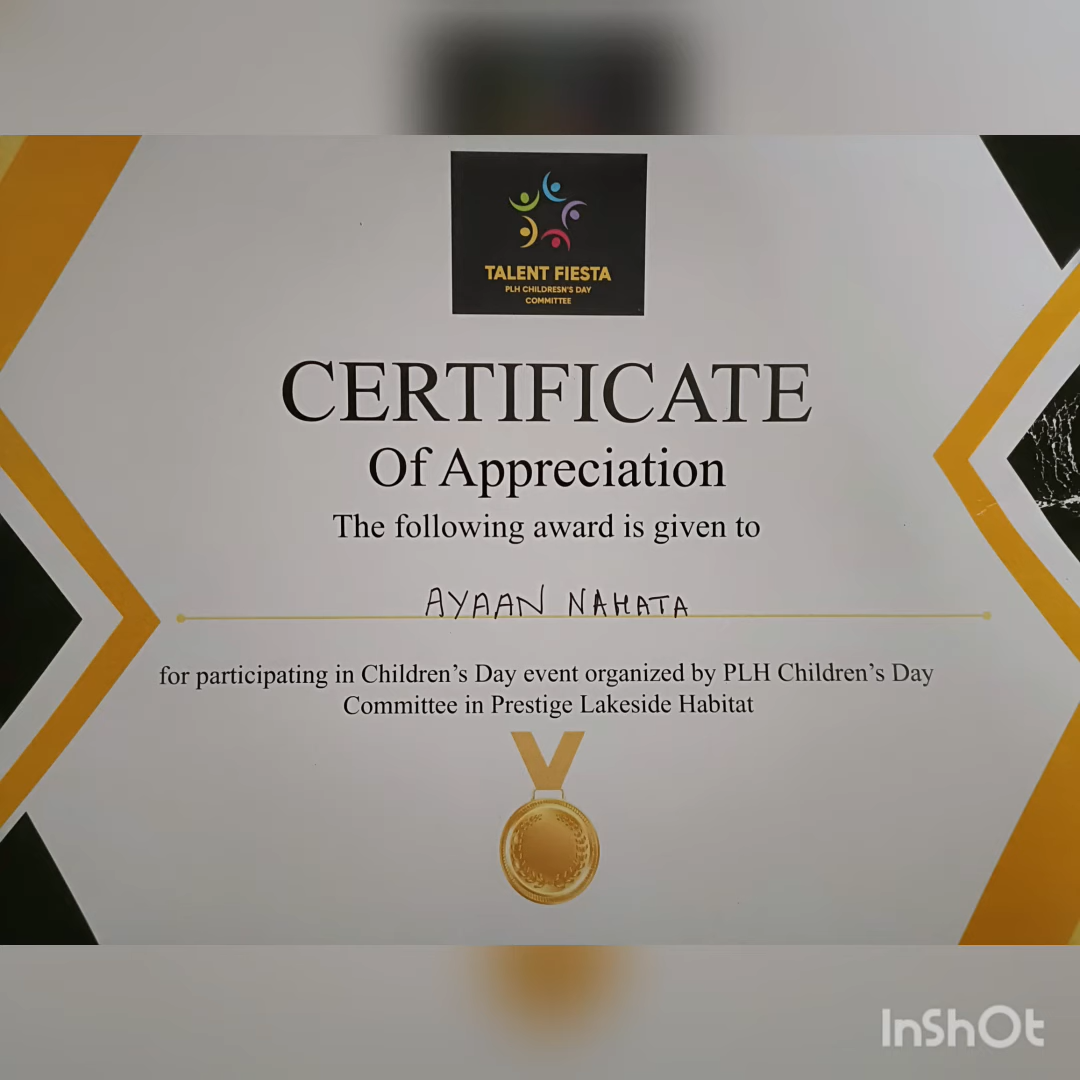 TALENT FIESTA
PLH CHILDRESN'S DAY
COMMITTEE
CERTIFICATE
Of Appreciation
The following award is given to
AYAAN NAHATA
for participating in Children's Day event organized by PLH Children's Day
Committee in Prestige Lakeside Habitat
InShOt